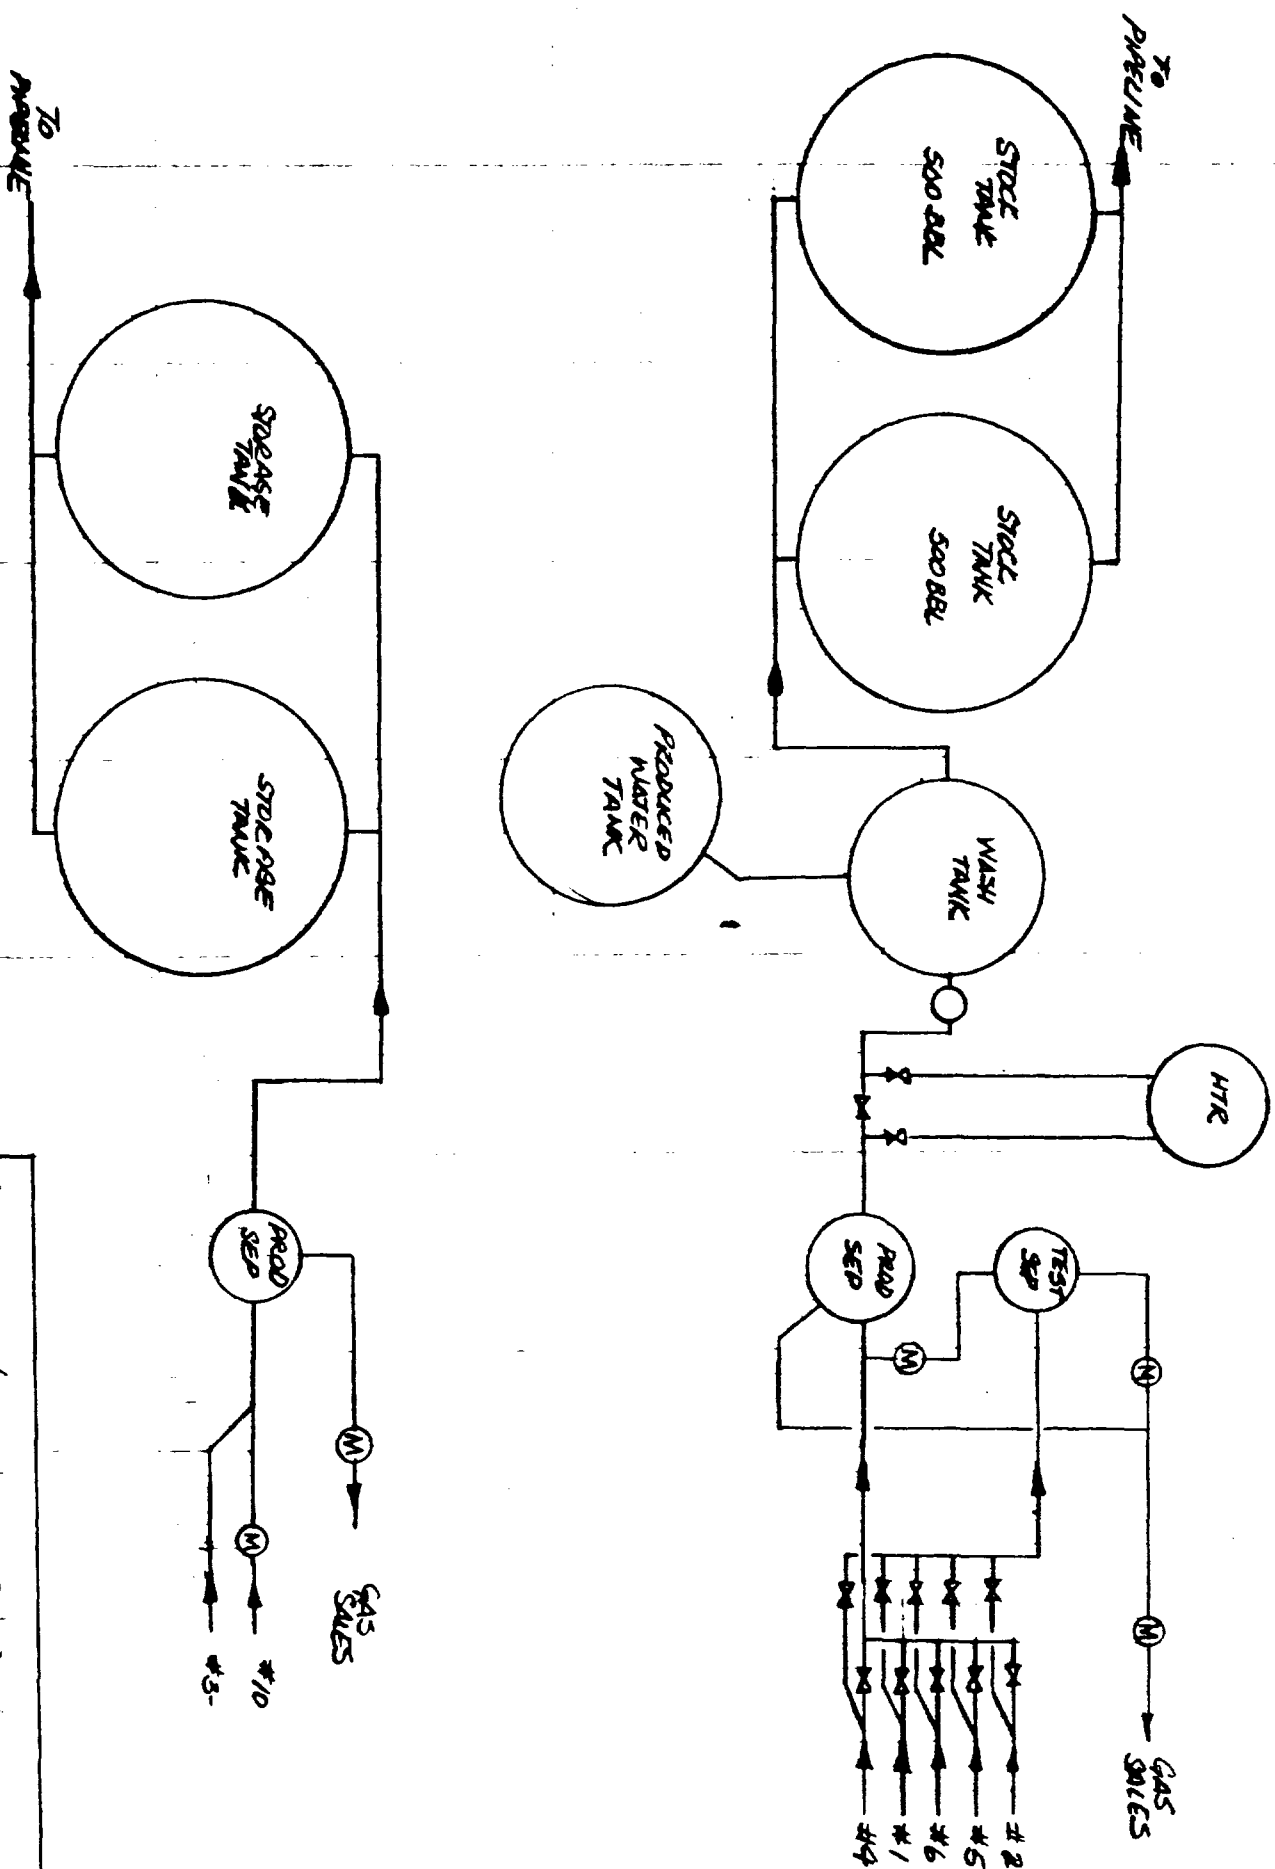 TO
PIPELINE
STOCK
TANK
500 BBL
STOCK
TANK
500 BBL
WASH
TANK
PRODUCED
WATER
TANK
HTR
PROD
SEP
TEST
SEP
M
M
M
GAS
SALES
#2
#5
#6
#1
#4
TO
PIPELINE
STORAGE
TANK
STORAGE
TANK
PROD
SEP
M
M
GAS
SALES
#10
#3-